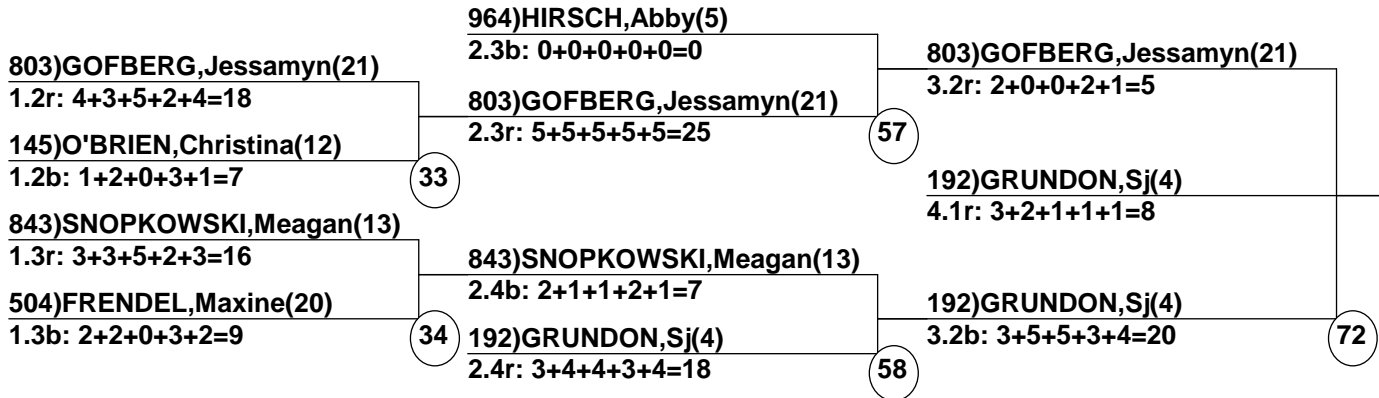 803)GOFBERG,Jessamyn(21)
1.2r: 4+3+5+2+4=18
145)O'BRIEN,Christina(12)
1.2b: 1+2+0+3+1=7
33
843)SNOPKOWSKI,Meagan(13)
1.3r: 3+3+5+2+3=16
504)FRENDEL,Maxine(20)
1.3b: 2+2+0+3+2=9
34
964)HIRSCH,Abby(5)
2.3b: 0+0+0+0+0=0
803)GOFBERG,Jessamyn(21)
2.3r: 5+5+5+5+5=25
57
843)SNOPKOWSKI,Meagan(13)
2.4b: 2+1+1+2+1=7
192)GRUNDON,Sj(4)
2.4r: 3+4+4+3+4=18
58
803)GOFBERG,Jessamyn(21)
3.2r: 2+0+0+2+1=5
192)GRUNDON,Sj(4)
4.1r: 3+2+1+1+1=8
192)GRUNDON,Sj(4)
3.2b: 3+5+5+3+4=20
72